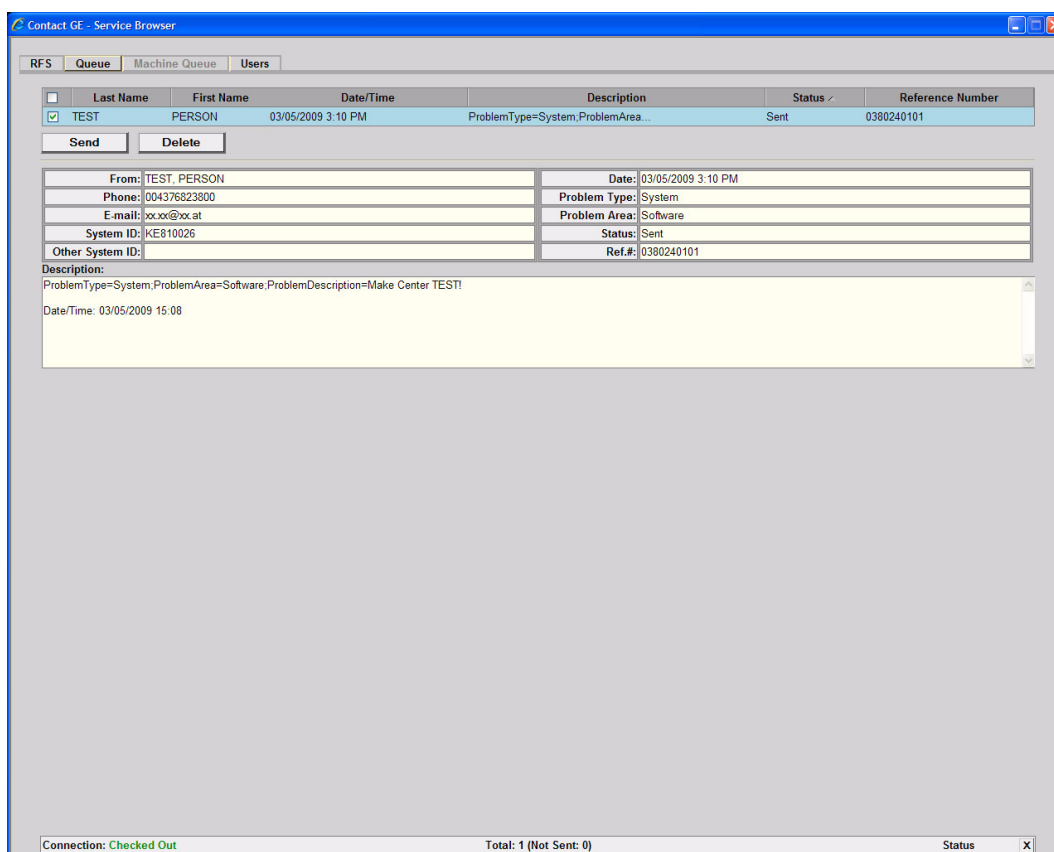 Contact GE - Service Browser
RFS Queue Machine Queue Users
Last Name First Name Date/Time Description Status Reference Number
TEST PERSON 03/05/2009 3:10 PM ProblemType=System;ProblemArea... Sent 0380240101
Send Delete
From: TEST, PERSON Date: 03/05/2009 3:10 PM
Phone: 004376823800 Problem Type: System
E-mail: xx.xx@xx.at Problem Area: Software
System ID: KE810026 Status: Sent
Other System ID: Ref.#: 0380240101
Description:
ProblemType=System;ProblemArea=Software;ProblemDescription=Make Center TEST!
Date/Time: 03/05/2009 15:08
Connection: Checked Out Total: 1 (Not Sent: 0) Status X